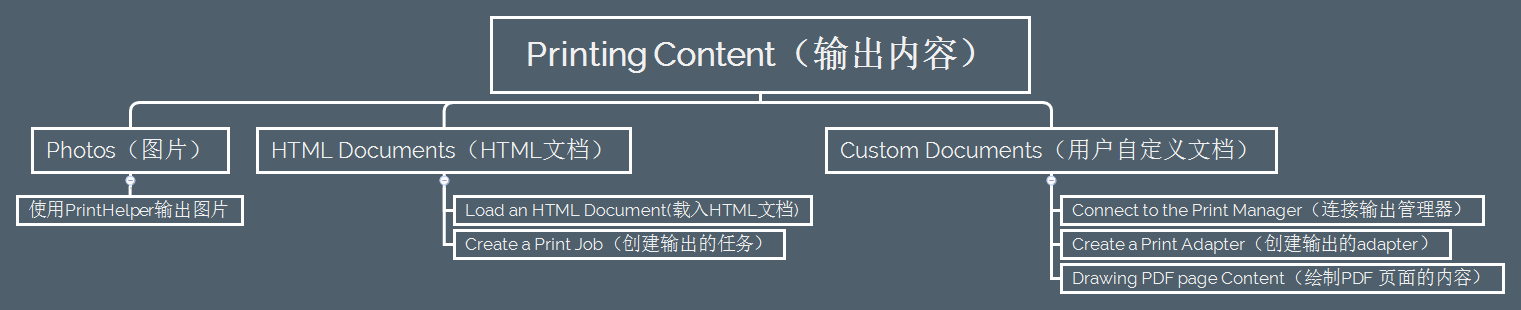 Printing Content（输出内容）
Photos（图片）
HTML Documents（HTML文档）
Custom Documents（用户自定义文档）
使用PrintHelper输出图片
Load an HTML Document(载入HTML文档)
Create a Print Job（创建输出的任务）
Connect to the Print Manager（连接输出管理器）
Create a Print Adapter（创建输出的adapter）
Drawing PDF page Content（绘制PDF 页面的内容）